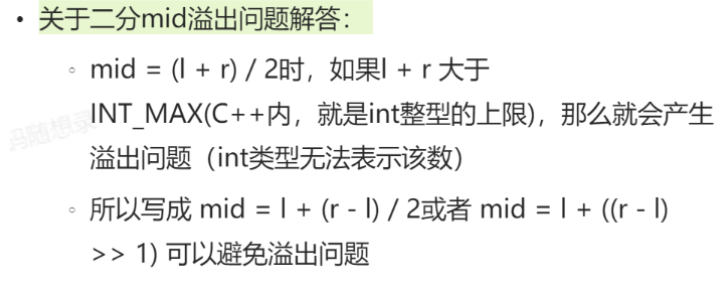 • 关于二分mid溢出问题解答：
◦ mid = (l + r) / 2时，如果l + r 大于
INT_MAX(C++内，就是int整型的上限)，那么就会产生
溢出问题（int类型无法表示该数）
◦ 所以写成 mid = l + (r - l) / 2或者 mid = l + ((r - l)
>> 1) 可以避免溢出问题